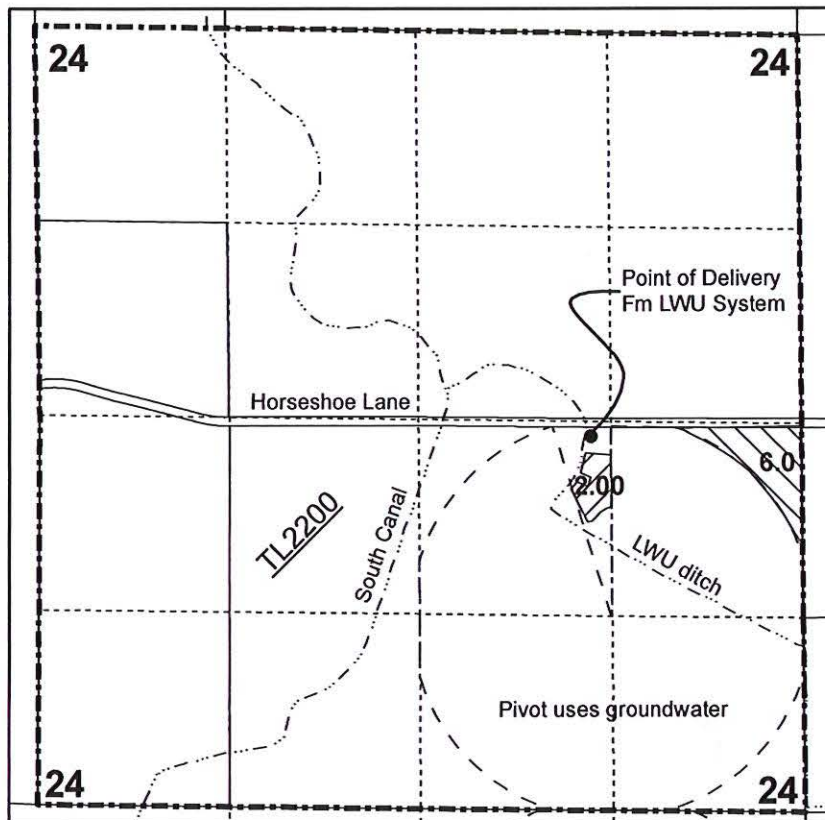 24
24
Point of Delivery
Fm LWU System
Horseshoe Lane
6.0
2.00
TL2200
South Canal
LWU ditch
Pivot uses groundwater
24
24